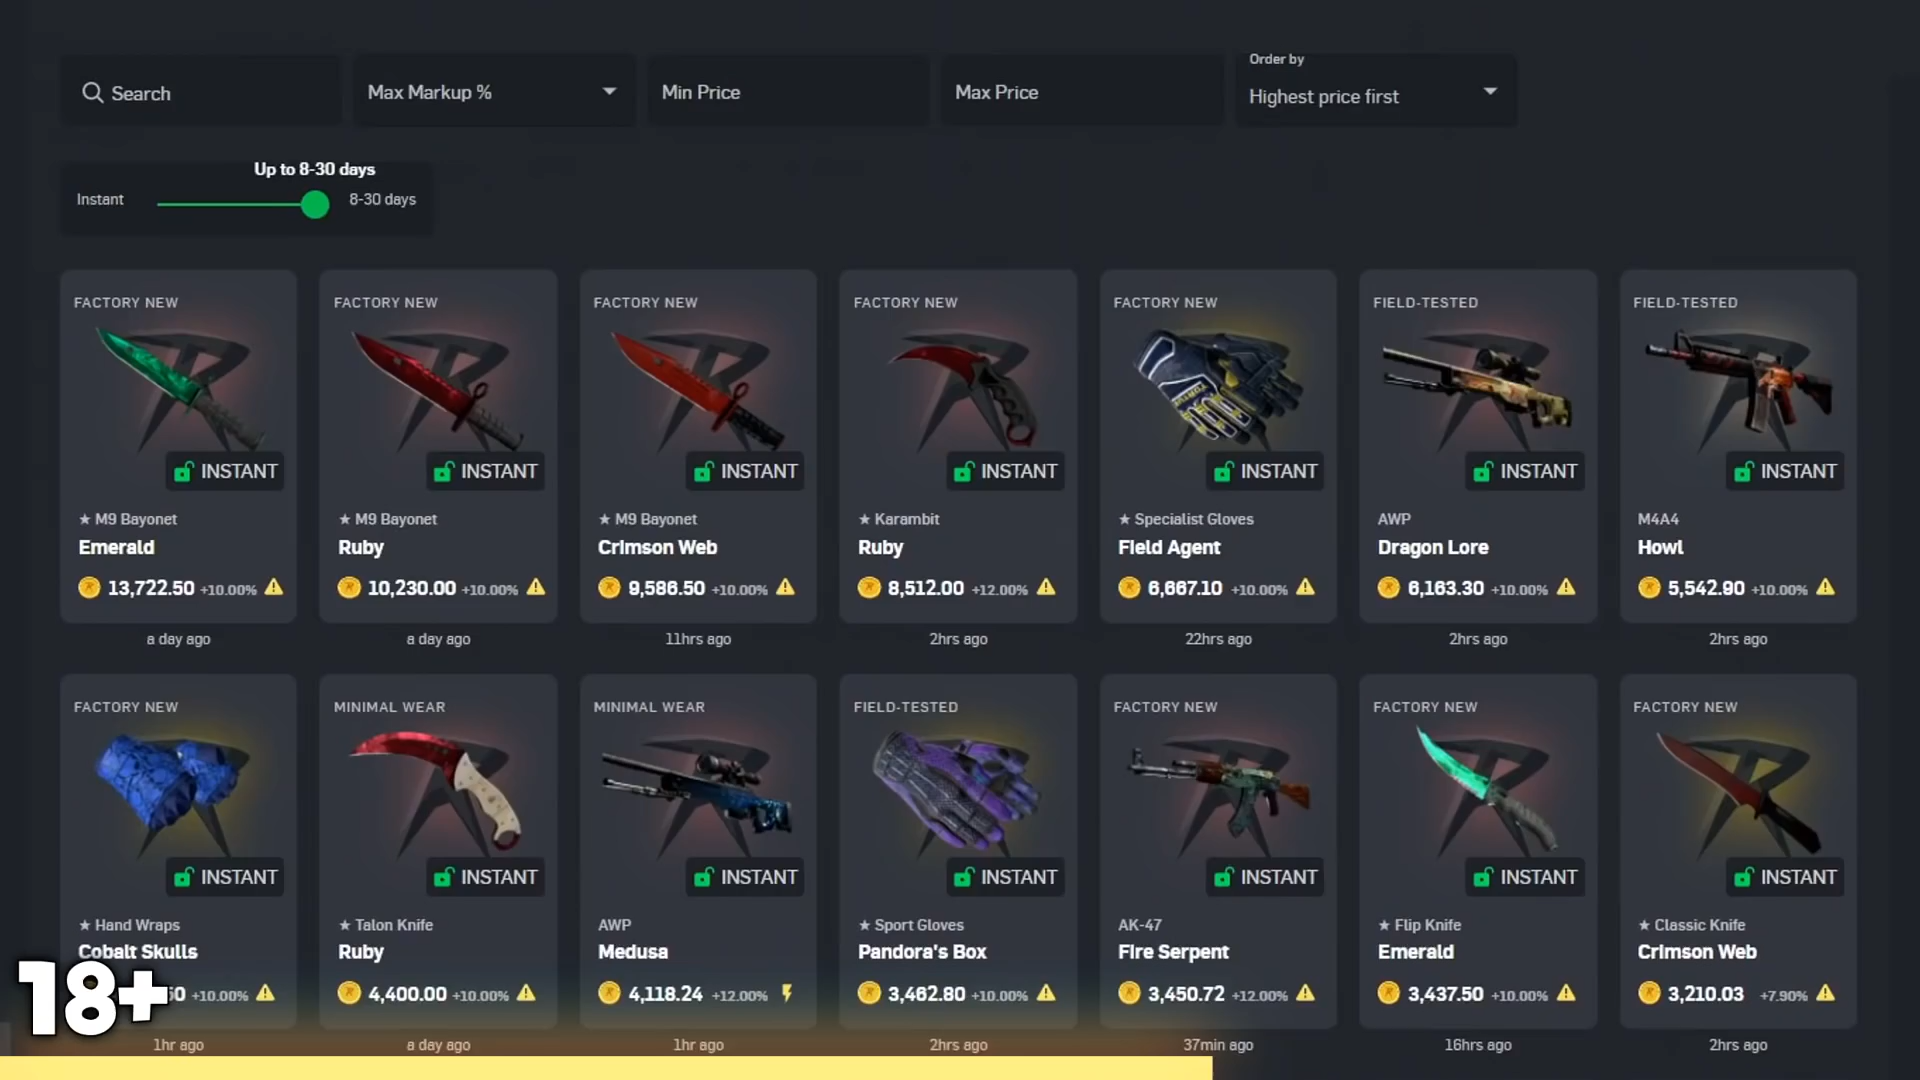 Order by
Search
Max Markup %
Min Price
Max Price
Highest price first
Up to 8-30 days
Instant
8-30 days
FACTORY NEW
INSTANT
★ M9 Bayonet
Emerald
13,722.50 +10.00%
a day ago
FACTORY NEW
INSTANT
★ M9 Bayonet
Ruby
10,230.00 +10.00%
a day ago
FACTORY NEW
INSTANT
★ M9 Bayonet
Crimson Web
9,586.50 +10.00%
11hrs ago
FACTORY NEW
INSTANT
★ Karambit
Ruby
8,512.00 +12.00%
2hrs ago
FACTORY NEW
INSTANT
★ Specialist Gloves
Field Agent
6,667.10 +10.00%
22hrs ago
FIELD-TESTED
INSTANT
AWP
Dragon Lore
6,163.30 +10.00%
2hrs ago
FIELD-TESTED
INSTANT
M4A4
Howl
5,542.90 +10.00%
2hrs ago
FACTORY NEW
INSTANT
★ Hand Wraps
Cobalt Skulls
50 +10.00%
1hr ago
MINIMAL WEAR
INSTANT
★ Talon Knife
Ruby
4,400.00 +10.00%
a day ago
MINIMAL WEAR
INSTANT
AWP
Medusa
4,118.24 +12.00%
1hr ago
FIELD-TESTED
INSTANT
★ Sport Gloves
Pandora's Box
3,462.80 +10.00%
2hrs ago
FACTORY NEW
INSTANT
AK-47
Fire Serpent
3,450.72 +12.00%
37min ago
FACTORY NEW
INSTANT
★ Flip Knife
Emerald
3,437.50 +10.00%
16hrs ago
FACTORY NEW
INSTANT
★ Classic Knife
Crimson Web
3,210.03 +7.90%
2hrs ago
18+